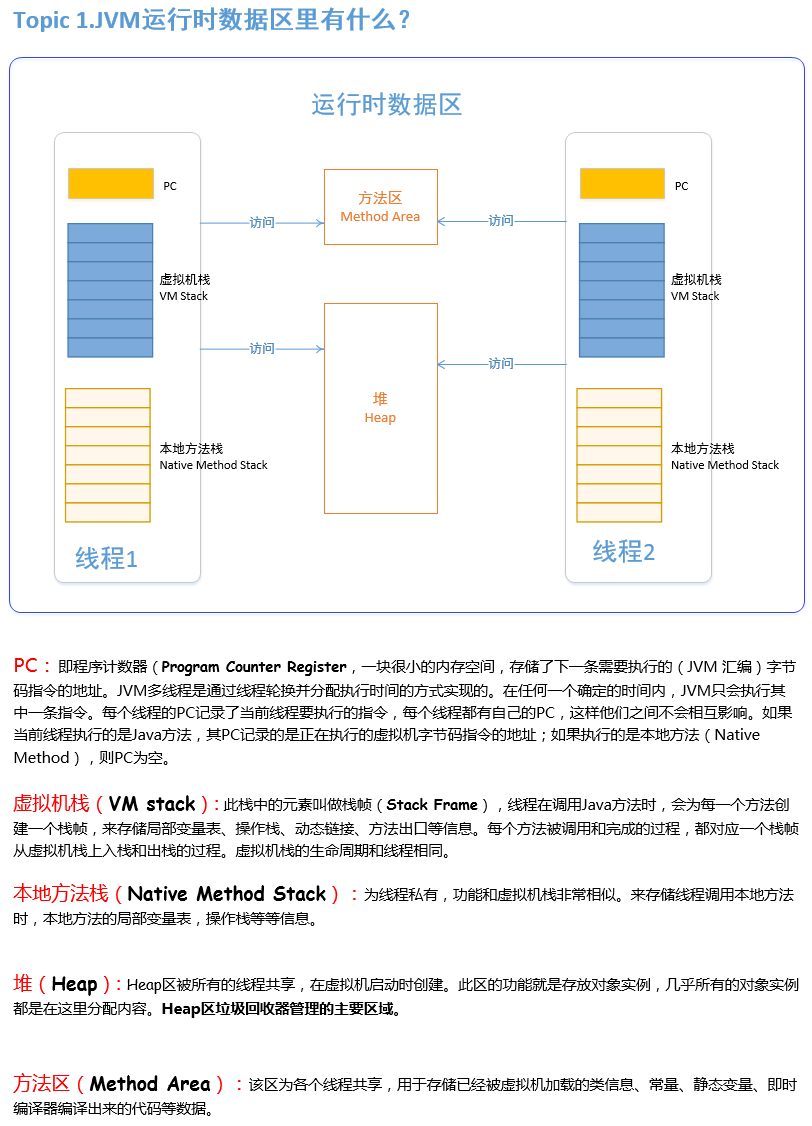 Topic 1.JVM运行时数据区里有什么?
运行时数据区
PC
方法区
Method Area
PC
访问
访问
虚拟机栈
VM Stack
虚拟机栈
VM Stack
访问
访问
堆
Heap
本地方法栈
Native Method Stack
本地方法栈
Native Method Stack
线程1
线程2
PC：即程序计数器（Program Counter Register，一块很小的内存空间，存储了下一条需要执行的（JVM 汇编）字节
码指令的地址。JVM多线程是通过线程轮换并分配执行时间的方式实现的。在任何一个确定的时间内，JVM只会执行其
中一条指令。每个线程的PC记录了当前线程要执行的指令，每个线程都有自己的PC，这样他们之间不会相互影响。如果
当前线程执行的是Java方法，其PC记录的是正在执行的虚拟机字节码指令的地址；如果执行的是本地方法（Native
Method），则PC为空。
虚拟机栈（VM stack）：此栈中的元素叫做栈帧（Stack Frame），线程在调用Java方法时，会为每一个方法创
建一个栈帧，来存储局部变量表、操作栈、动态链接、方法出口等信息。每个方法被调用和完成的过程，都对应一个栈帧
从虚拟机栈上入栈和出栈的过程。虚拟机栈的生命周期和线程相同。
本地方法栈（Native Method Stack）：为线程私有，功能和虚拟机栈非常相似。来存储线程调用本地方法
时，本地方法的局部变量表，操作栈等等信息。
堆（Heap）：Heap区被所有的线程共享，在虚拟机启动时创建。此区的功能就是存放对象实例，几乎所有的对象实例
都是在这里分配内容。Heap区垃圾回收器管理的主要区域。
方法区（Method Area）：该区为各个线程共享，用于存储已经被虚拟机加载的类信息、常量、静态变量、即时
编译器编译出来的代码等数据。